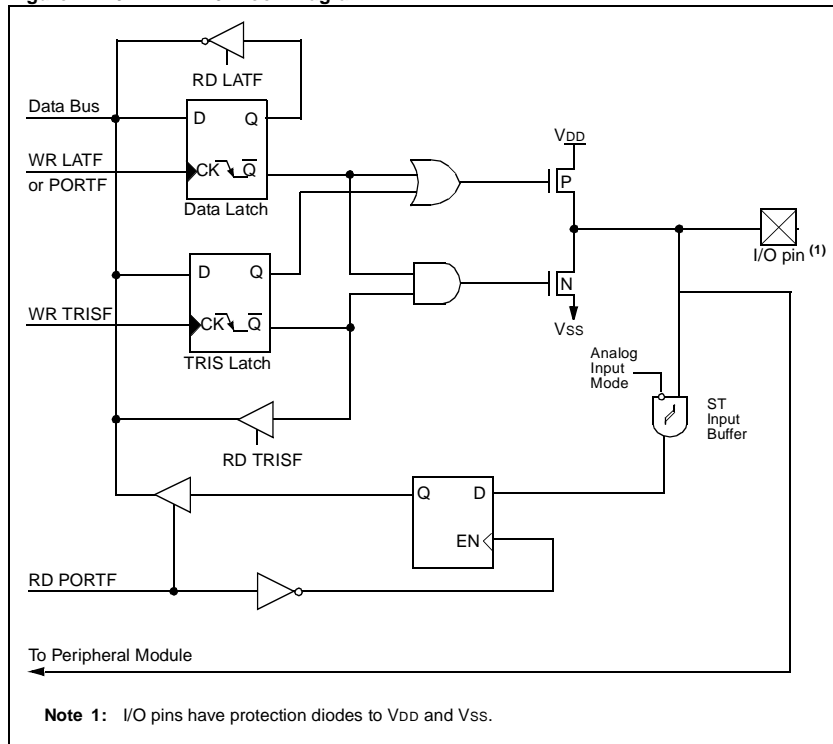 RD LATF
Data Bus
D Q
VDD
WR LATF
or PORTF
CK Q
P
Data Latch
I/O pin (1)
D Q
N
WR TRISF
CK Q
VSS
TRIS Latch
Analog
Input
Mode
ST
Input
Buffer
RD TRISF
Q D
EN
RD PORTF
To Peripheral Module
Note 1: I/O pins have protection diodes to VDD and VSS.